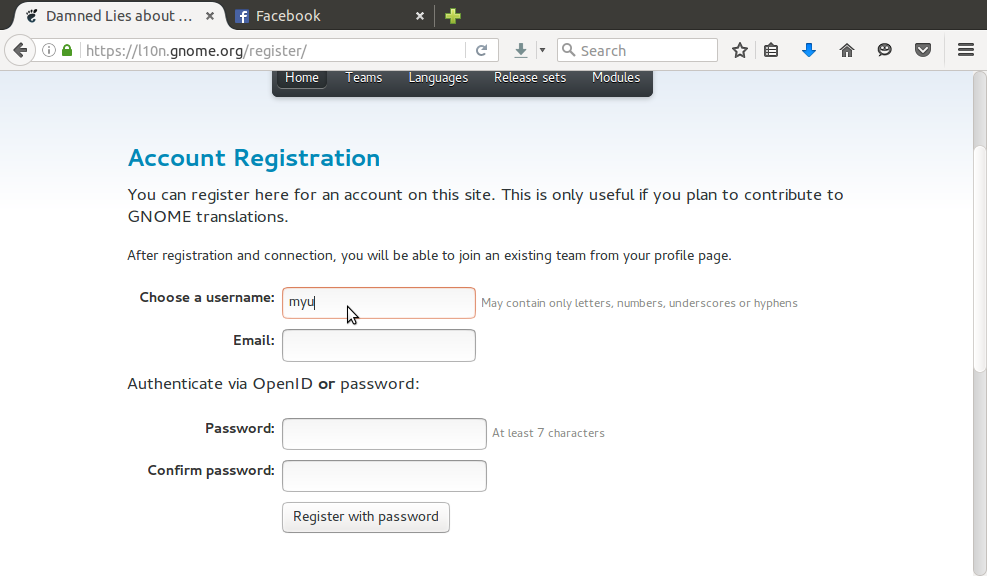 Damned Lies about ...
Facebook
https://l10n.gnome.org/register/
Search
Home Teams Languages Release sets Modules
Account Registration
You can register here for an account on this site. This is only useful if you plan to contribute to
GNOME translations.
After registration and connection, you will be able to join an existing team from your profile page.
Choose a username: myu May contain only letters, numbers, underscores or hyphens
Email:
Authenticate via OpenID or password:
Password: At least 7 characters
Confirm password:
Register with password